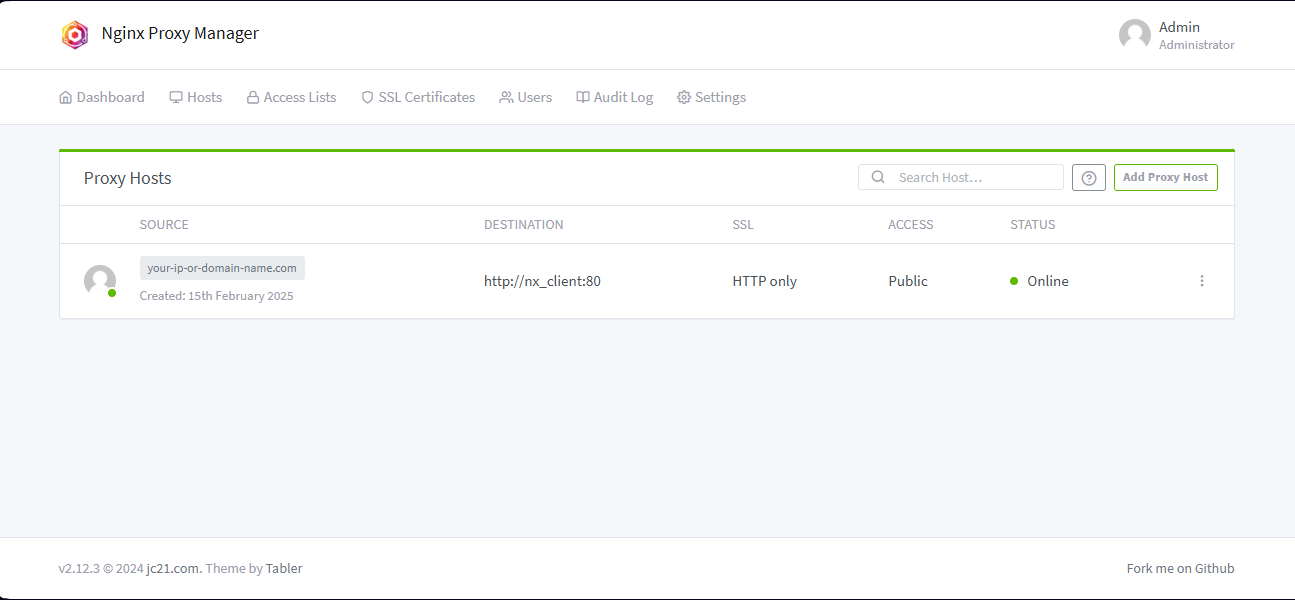 Nginx Proxy Manager
Admin
Administrator
Dashboard Hosts Access Lists SSL Certificates Users Audit Log Settings
Proxy Hosts
Search Host…
Add Proxy Host
SOURCE DESTINATION SSL ACCESS STATUS
your-ip-or-domain-name.com
Created: 15th February 2025
http://nx_client:80 HTTP only Public Online
v2.12.3 © 2024 jc21.com. Theme by Tabler
Fork me on Github